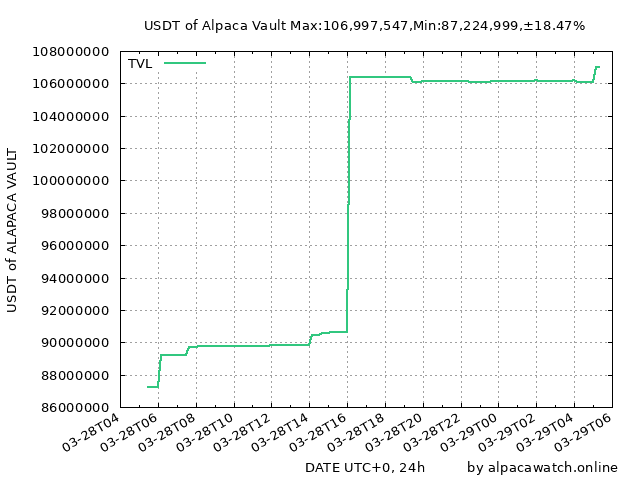 USDT of Alpaca Vault Max:106,997,547,Min:87,224,999,±18.47%
TVL
108000000
106000000
104000000
102000000
100000000
98000000
96000000
94000000
92000000
90000000
88000000
86000000
USDT of ALAPACA VAULT
03-28T04
03-28T06
03-28T08
03-28T10
03-28T12
03-28T14
03-28T16
03-28T18
03-28T20
03-28T22
03-29T00
03-29T02
03-29T04
03-29T06
DATE UTC+0, 24h
by alpacawatch.online